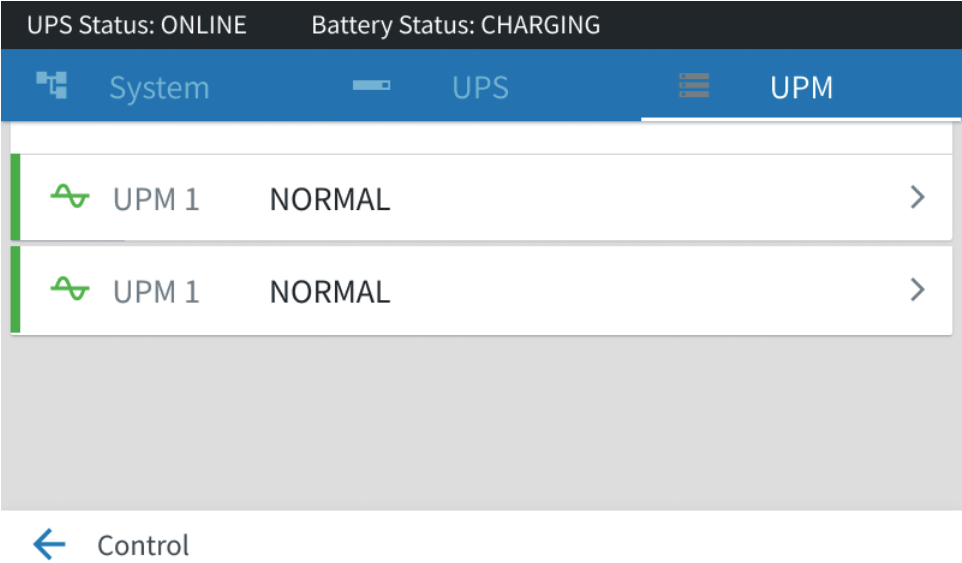 UPS Status: ONLINE Battery Status: CHARGING
System UPS UPM
UPM 1 NORMAL
UPM 1 NORMAL
Control